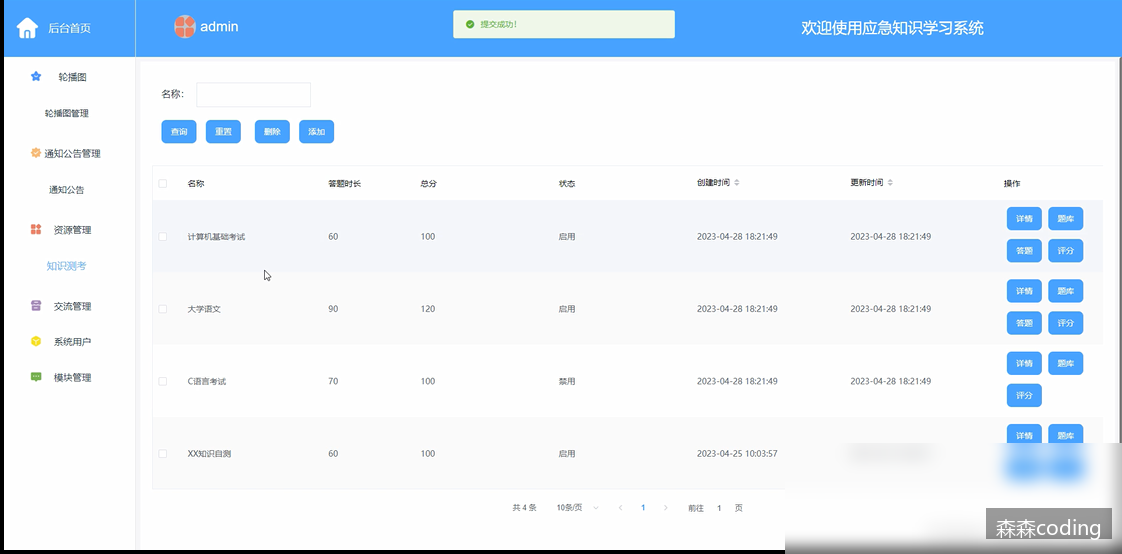 后台首页
admin
提交成功!
欢迎使用应急知识学习系统
轮播图
轮播图管理
通知公告管理
通知公告
资源管理
知识测考
交流管理
系统用户
模块管理
名称:
查询 重置 删除 添加
名称 答题时长 总分 状态 创建时间 更新时间 操作
计算机基础考试 60 100 启用 2023-04-28 18:21:49 2023-04-28 18:21:49 详情 题库
答题 评分
大学语文 90 120 启用 2023-04-28 18:21:49 2023-04-28 18:21:49 详情 题库
答题 评分
C语言考试 70 100 禁用 2023-04-28 18:21:49 2023-04-28 18:21:49 详情 题库
评分
XX知识自测 60 100 启用 2023-04-25 10:03:57 详情 题库
共 4 条 10条/页 1 前往 1 页
森森coding